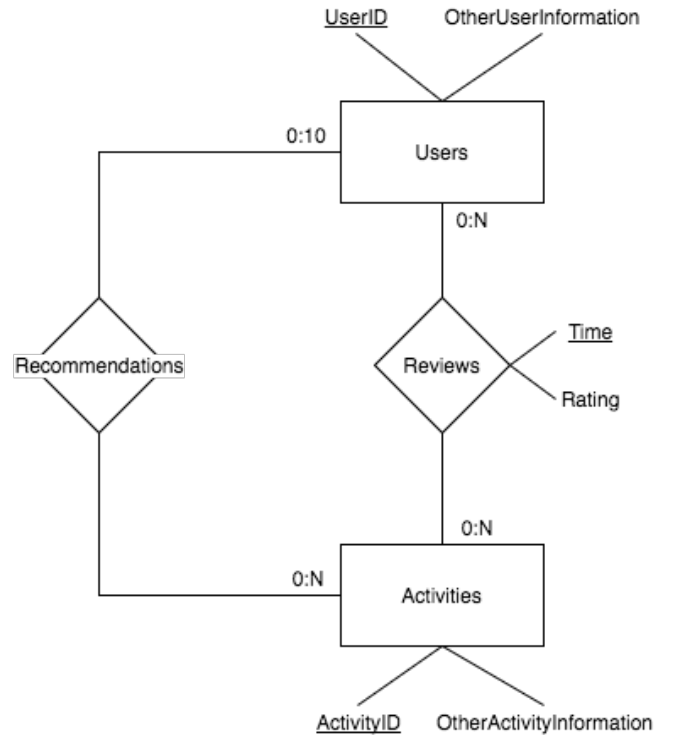 UserID OtherUserInformation
0:10
Users
0:N
Recommendations
Reviews
Time
Rating
0:N
0:N
Activities
ActivityID OtherActivityInformation